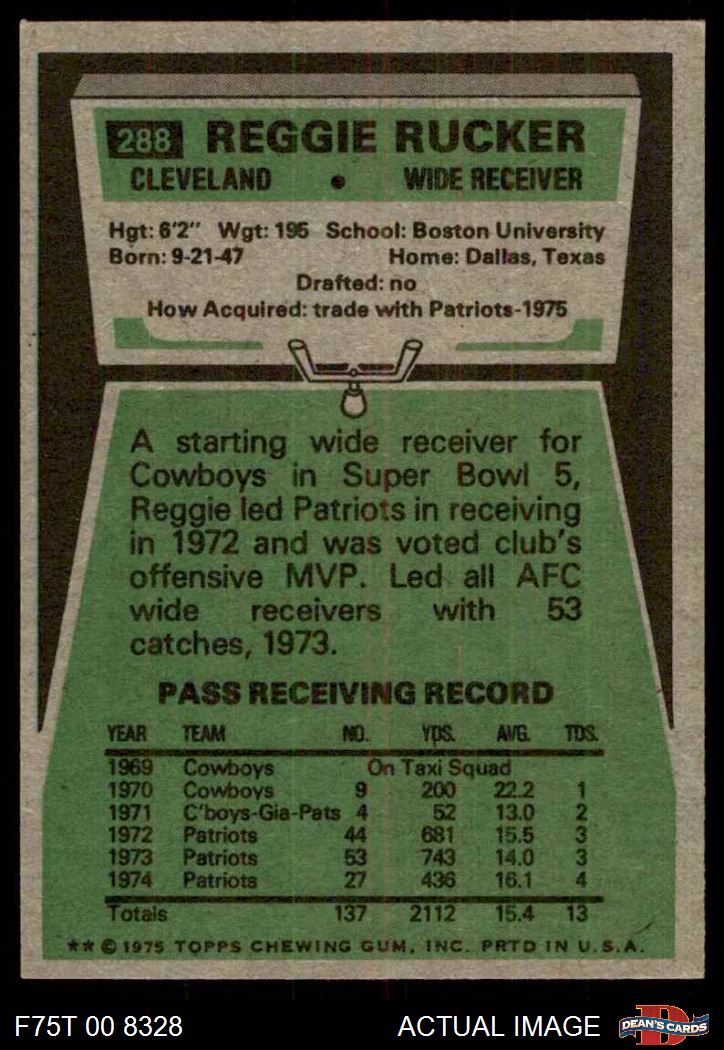 288 REGGIE RUCKER
CLEVELAND • WIDE RECEIVER
Hgt: 6'2" Wgt: 195 School: Boston University
Born: 9-21-47 Home: Dallas, Texas
Drafted: no
How Acquired: trade with Patriots-1975
A starting wide receiver for
Cowboys in Super Bowl 5,
Reggie led Patriots in receiving
in 1972 and was voted club's
offensive MVP. Led all AFC
wide receivers with 53
catches, 1973.
PASS RECEIVING RECORD
YEAR TEAM NO. YDS. AVG. TDS.
1969 Cowboys On Taxi Squad
1970 Cowboys 9 200 22.2 1
1971 C'boys-Gia-Pats 4 52 13.0 2
1972 Patriots 44 681 15.5 3
1973 Patriots 53 743 14.0 3
1974 Patriots 27 436 16.1 4
Totals 137 2112 15.4 13
** © 1975 TOPPS CHEWING GUM, INC. PRTD IN U.S.A.
F75T 00 8328 ACTUAL IMAGE D DEAN'S CARDS